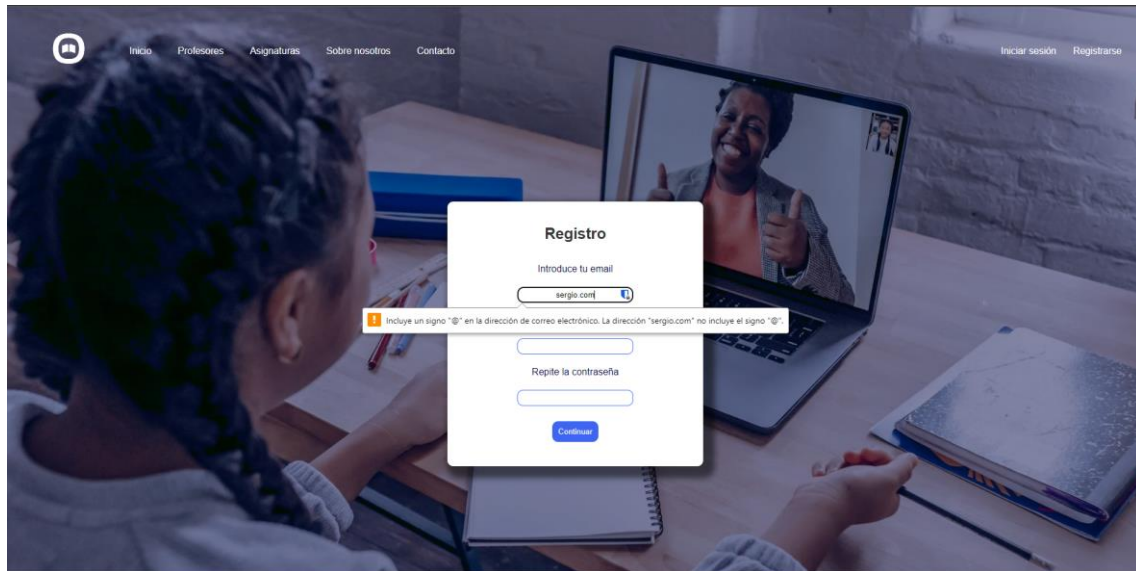 Inicio Profesores Asignaturas Sobre nosotros Contacto Iniciar sesión Registrarse
Registro
Introduce tu email
sergio.com
Incluye un signo "@" en la dirección de correo electrónico. La dirección "sergio.com" no incluye el signo "@".
Repite la contraseña
Continuar